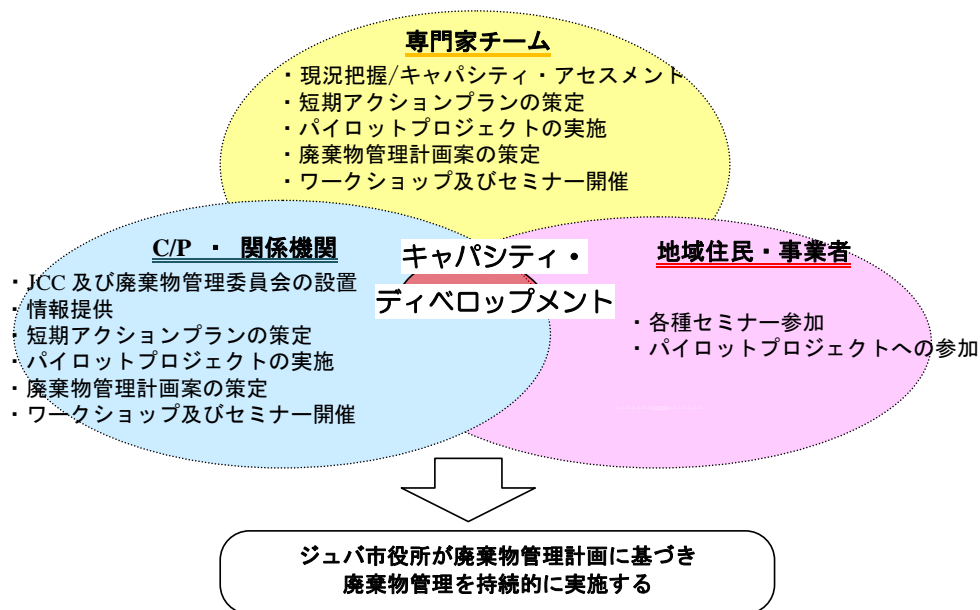 専門家チーム
・現況把握/キャパシティ・アセスメント
・短期アクションプランの策定
・パイロットプロジェクトの実施
・廃棄物管理計画案の策定
・ワークショップ及びセミナー開催
C/P ・ 関係機関
・JCC 及び廃棄物管理委員会の設置
・情報提供
・短期アクションプランの策定
・パイロットプロジェクトの実施
・廃棄物管理計画案の策定
・ワークショップ及びセミナー開催
キャパシティ・
ディベロップメント
地域住民・事業者
・各種セミナー参加
・パイロットプロジェクトへの参加
ジュバ市役所が廃棄物管理計画に基づき
廃棄物管理を持続的に実施する